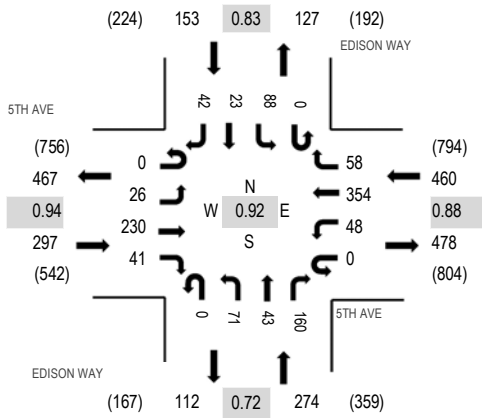 (224) 153 0.83 127 (192)
EDISON WAY
42 23 88 0
5TH AVE
(756) (794)
467 0 58 460
26 354
N
0.94 230 W 0.92 E 48 0.88
S
297 41 0 478
(542) (804)
0 71 43 160
5TH AVE
EDISON WAY
(167) 112 0.72 274 (359)